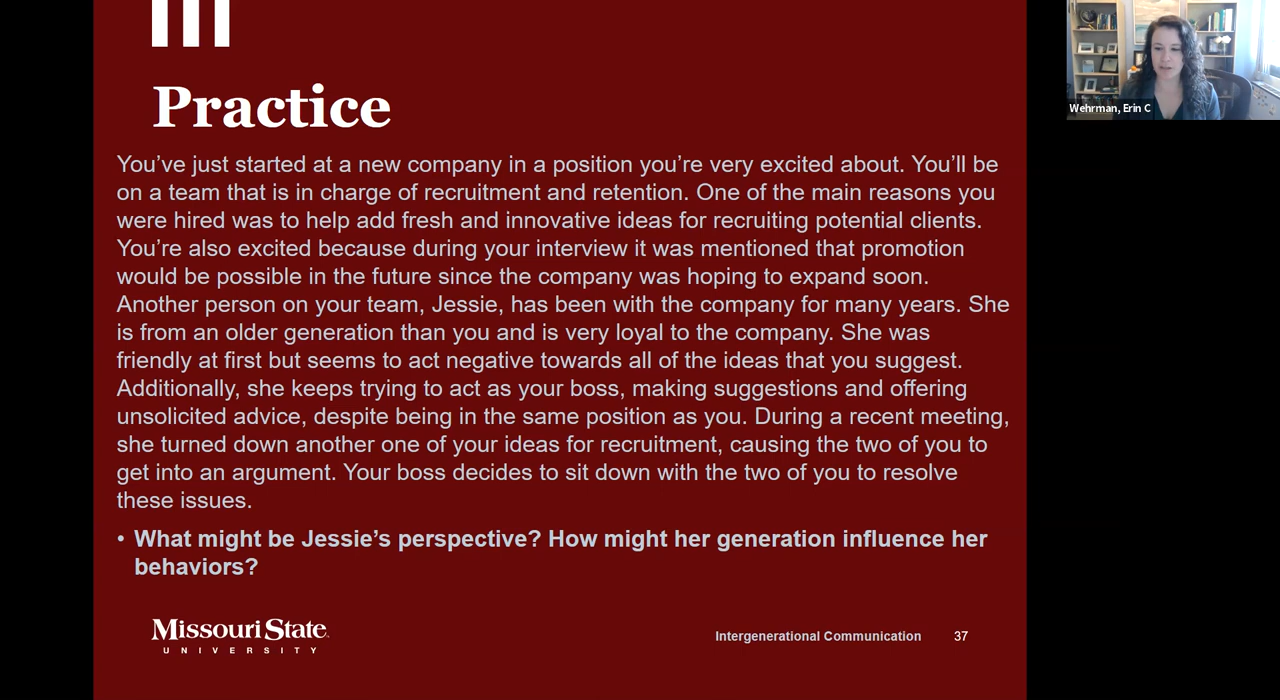 Practice
You’ve just started at a new company in a position you’re very excited about. You’ll be
on a team that is in charge of recruitment and retention. One of the main reasons you
were hired was to help add fresh and innovative ideas for recruiting potential clients.
You’re also excited because during your interview it was mentioned that promotion
would be possible in the future since the company was hoping to expand soon.
Another person on your team, Jessie, has been with the company for many years. She
is from an older generation than you and is very loyal to the company. She was
friendly at first but seems to act negative towards all of the ideas that you suggest.
Additionally, she keeps trying to act as your boss, making suggestions and offering
unsolicited advice, despite being in the same position as you. During a recent meeting,
she turned down another one of your ideas for recruitment, causing the two of you to
get into an argument. Your boss decides to sit down with the two of you to resolve
these issues.
• What might be Jessie’s perspective? How might her generation influence her
behaviors?
Missouri State
UNIVERSITY
Intergenerational Communication 37
Wehrman, Erin C